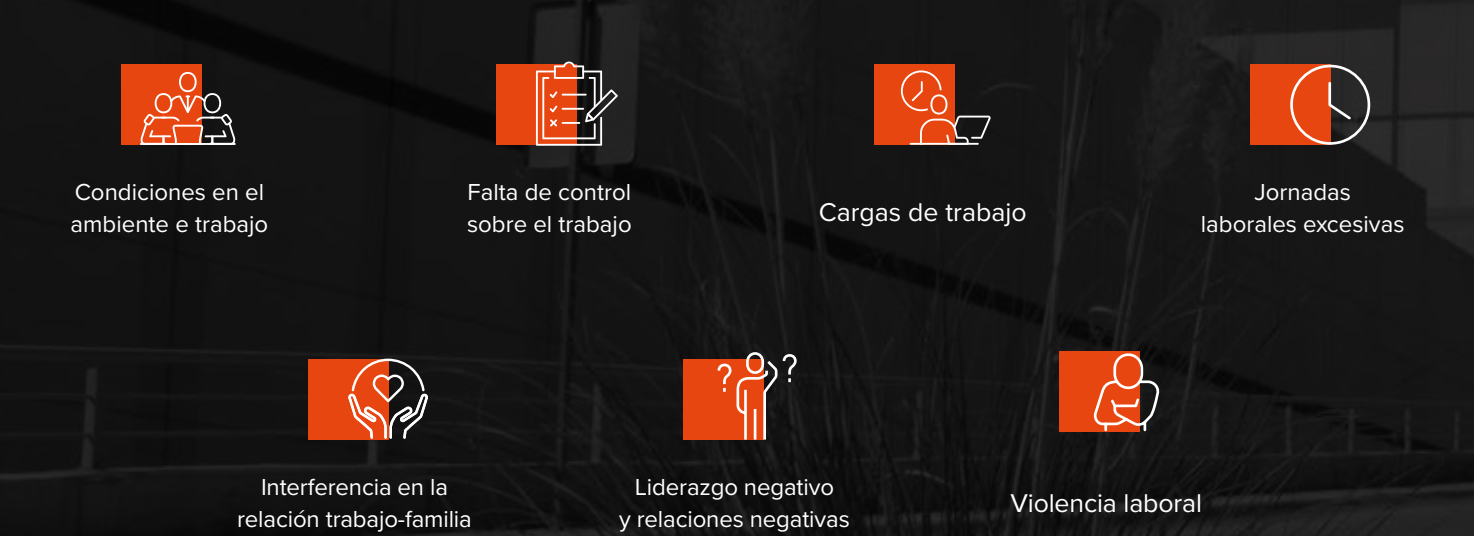 Condiciones en el
ambiente e trabajo
Falta de control
sobre el trabajo
Cargas de trabajo
Jornadas
laborales excesivas
Interferencia en la
relación trabajo-familia
Liderazgo negativo
y relaciones negativas
Violencia laboral